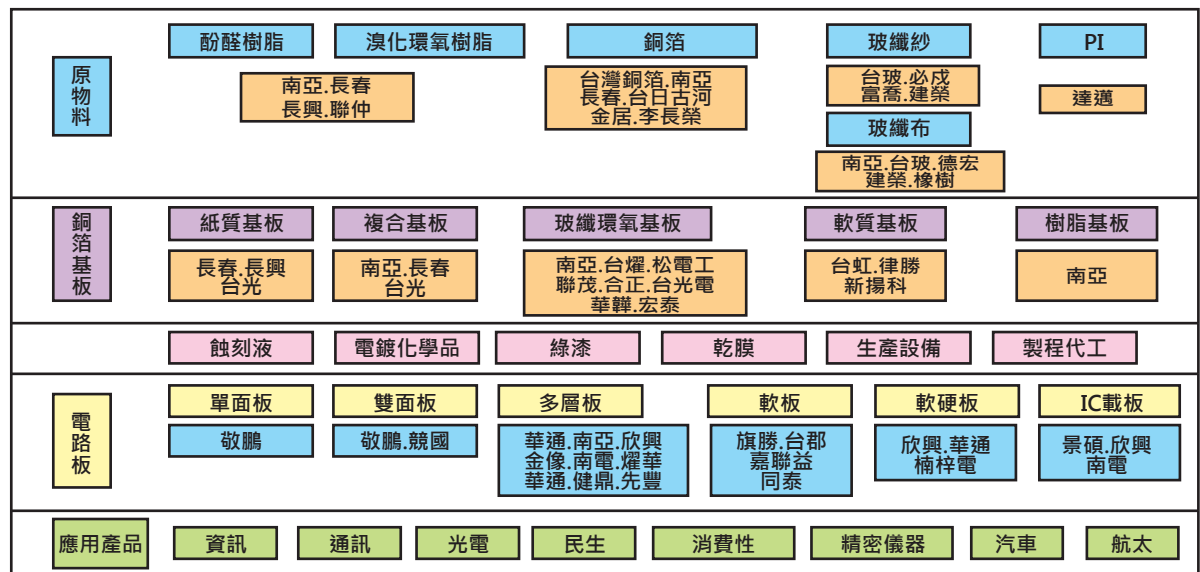 原物料
酚醛樹脂
溴化環氧樹脂
銅箔
玻纖紗
PI
南亞.長春
長興.聯仲
台灣銅箔.南亞
長春.台日古河
金居.李長榮
台玻.必成
富喬.建榮
達邁
玻纖布
南亞.台玻.德宏
建榮.橡樹
銅箔基板
紙質基板
複合基板
玻纖環氧基板
軟質基板
樹脂基板
長春.長興
台光
南亞.長春
台光
南亞.台燿.松電工
聯茂.合正.台光電
華韡.宏泰
台虹.律勝
新揚科
南亞
蝕刻液
電鍍化學品
綠漆
乾膜
生產設備
製程代工
電路板
單面板
雙面板
多層板
軟板
軟硬板
IC載板
敬鵬
敬鵬.競國
華通.南亞.欣興
金像.南電.燿華
華通.健鼎.先豐
旗勝.台郡
嘉聯益
同泰
欣興.華通
楠梓電
景碩.欣興
南電
應用產品
資訊
通訊
光電
民生
消費性
精密儀器
汽車
航太